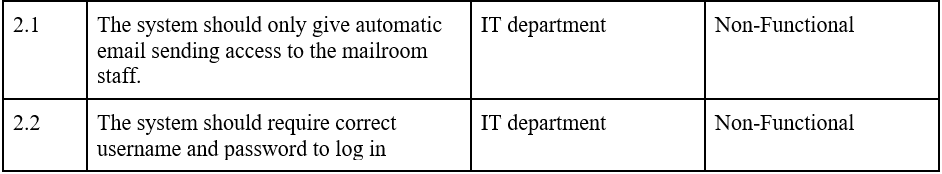 2.1
The system should only give automatic
email sending access to the mailroom
staff.
IT department
Non-Functional
2.2
The system should require correct
username and password to log in
IT department
Non-Functional